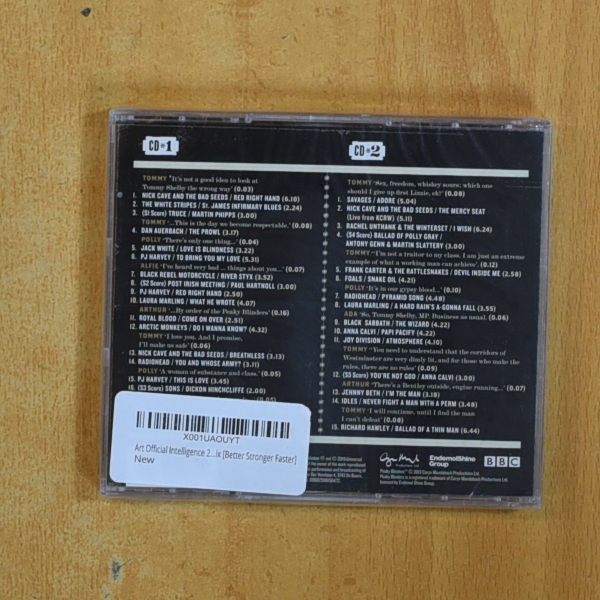 CD*1
TOMMY 'It's not a good idea to look at
Tommy Shelby the wrong way' (0.03)
1. NICK CAVE AND THE BAD SEEDS / RED RIGHT HAND (6.10)
2. THE WHITE STRIPES / St. JAMES INFIRMARY BLUES (2.24)
3. (Si Score) TRUCE / MARTIN PHIPPS (3.00)
TOMMY '...This is the day we become respectable.' (0.08)
4. DAN AUERBACH / THE PROWL (3.17)
POLLY 'There's only one thing...' (0.04)
5. JACK WHITE / LOVE IS BLINDNESS (3.22)
6. PJ HARVEY / TO BRING YOU MY LOVE (5.31)
ALFIE 'I've heard very bad ... things about you...' (0.07)
7. BLACK REBEL MOTORCYCLE / RIVER STYX (3.52)
8. (S2 Score) POST IRISH MEETING / PAUL HARTNOLL (3.00)
9. PJ HARVEY / RED RIGHT HAND (2.50)
10. LAURA MARLING / WHAT HE WROTE (4.07)
ARTHUR '...By order of the Peaky Blinders' (0.16)
11. ROYAL BLOOD / COME ON OVER (2.51)
12. ARCTIC MONKEYS / DO I WANNA KNOW? (4.32)
TOMMY 'I love you. And I promise,
I'll make us safe' (0.06)
13. NICK CAVE AND THE BAD SEEDS / BREATHLESS (3.13)
14. RADIOHEAD / YOU AND WHOSE ARMY? (3.11)
POLLY 'A woman of substance and class.' (0.05)
15. PJ HARVEY / THIS IS LOVE (3.45)
16. (S3 Score) SONS / DICKON HINCHCLIFFE (2.00)
CD*2
TOMMY 'Sex, freedom, whiskey sours: which one
should I give up first Lizzie, eh?' (0.08)
1. SAVAGES / ADORE (5.04)
2. NICK CAVE AND THE BAD SEEDS / THE MERCY SEAT
(Live from KCRW) (5.11)
3. RACHEL UNTHANK & THE WINTERSET / I WISH (6.24)
4. (S4 Score) BALLAD OF POLLY GRAY /
ANTONY GENN & MARTIN SLATTERY (3.00)
TOMMY 'I'm not a traitor to my class. I am just an extreme
example of what a working man can achieve'. (0.12)
5. FRANK CARTER & THE RATTLESNAKES / DEVIL INSIDE ME (2.58)
6. FOALS / SNAKE OIL (4.21)
POLLY 'It's in our gypsy blood...' (0.10)
7. RADIOHEAD / PYRAMID SONG (4.48)
8. LAURA MARLING / A HARD RAIN'S A-GONNA FALL (3.55)
ADA 'So, Tommy Shelby, MP. Business as usual. (0.06)
9. BLACK SABBATH / THE WIZARD (4.22)
10. ANNA CALVI / PAPI PACIFY (4.22)
11. JOY DIVISION / ATMOSPHERE (4.10)
TOMMY 'You need to understand that the corridors of
Westminster are very dimly lit, and for those who make the
rules, there are no rules' (0.09)
12. (S5 Score) YOU'RE NOT GOD / ANNA CALVI (3.00)
ARTHUR 'There's a Bentley outside, engine running...' (0.07)
13. JEHNNY BETH / I'M THE MAN (3.18)
14. IDLES / NEVER FIGHT A MAN WITH A PERM (3.48)
TOMMY 'I will continue, until I find the man
I can't defeat' (0.08)
15. RICHARD HAWLEY / BALLAD OF A THIN MAN (6.44)
X001UAOUYT
Art Official Intelligence 2...ix [Better Stronger Faster]
New
EndemolShine
Group
BBC